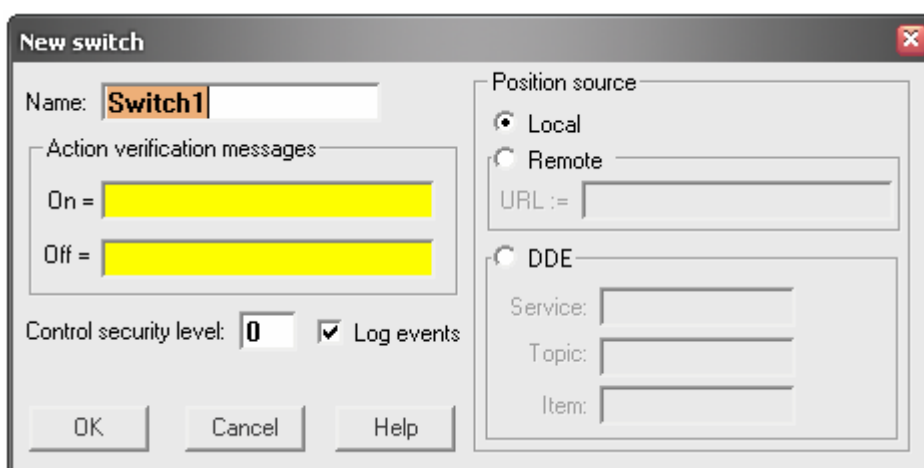 New switch
Name: Switch1
Action verification messages
On =
Off =
Control security level: 0 Log events
OK Cancel Help
Position source
Local
Remote
URL :=
DDE
Service:
Topic:
Item: